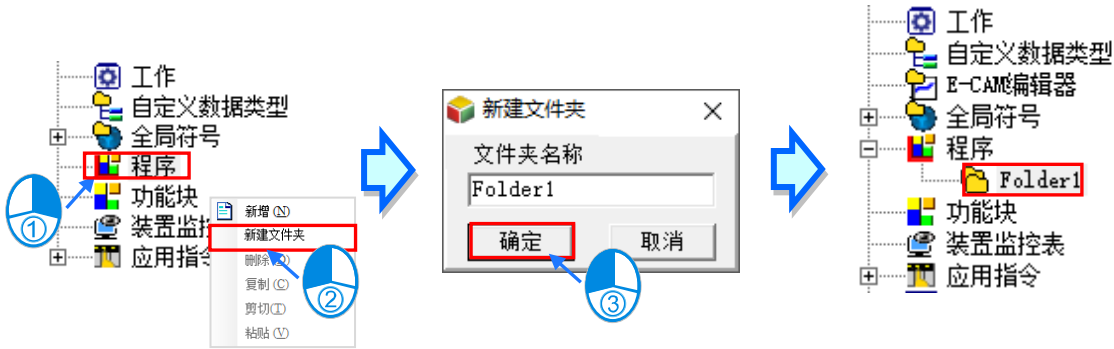 工作
自定义数据类型
全局符号
程序
功能块
装置监控
应用指令
①
新增(N)
新建文件夹
删除(D)
复制(C)
剪切(T)
粘贴(V)
②
新建文件夹
文件夹名称
Folder1
确定
取消
③
工作
自定义数据类型
E-CAM编辑器
全局符号
程序
Folder1
功能块
装置监控表
应用指令